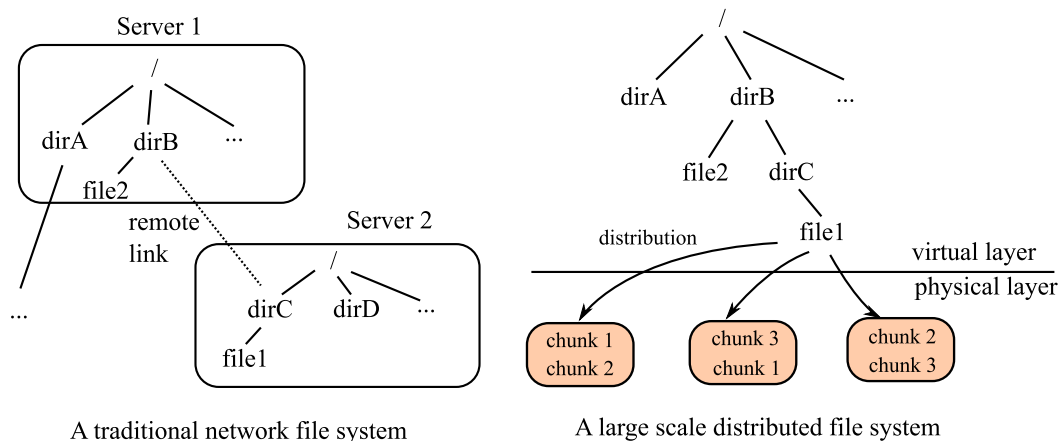 Server 1
/
dirA dirB ...
file2
remote
link
...
Server 2
/
dirC dirD ...
file1
A traditional network file system
/
dirA dirB ...
file2 dirC
file1
distribution
virtual layer
physical layer
chunk 1
chunk 2
chunk 3
chunk 1
chunk 2
chunk 3
A large scale distributed file system